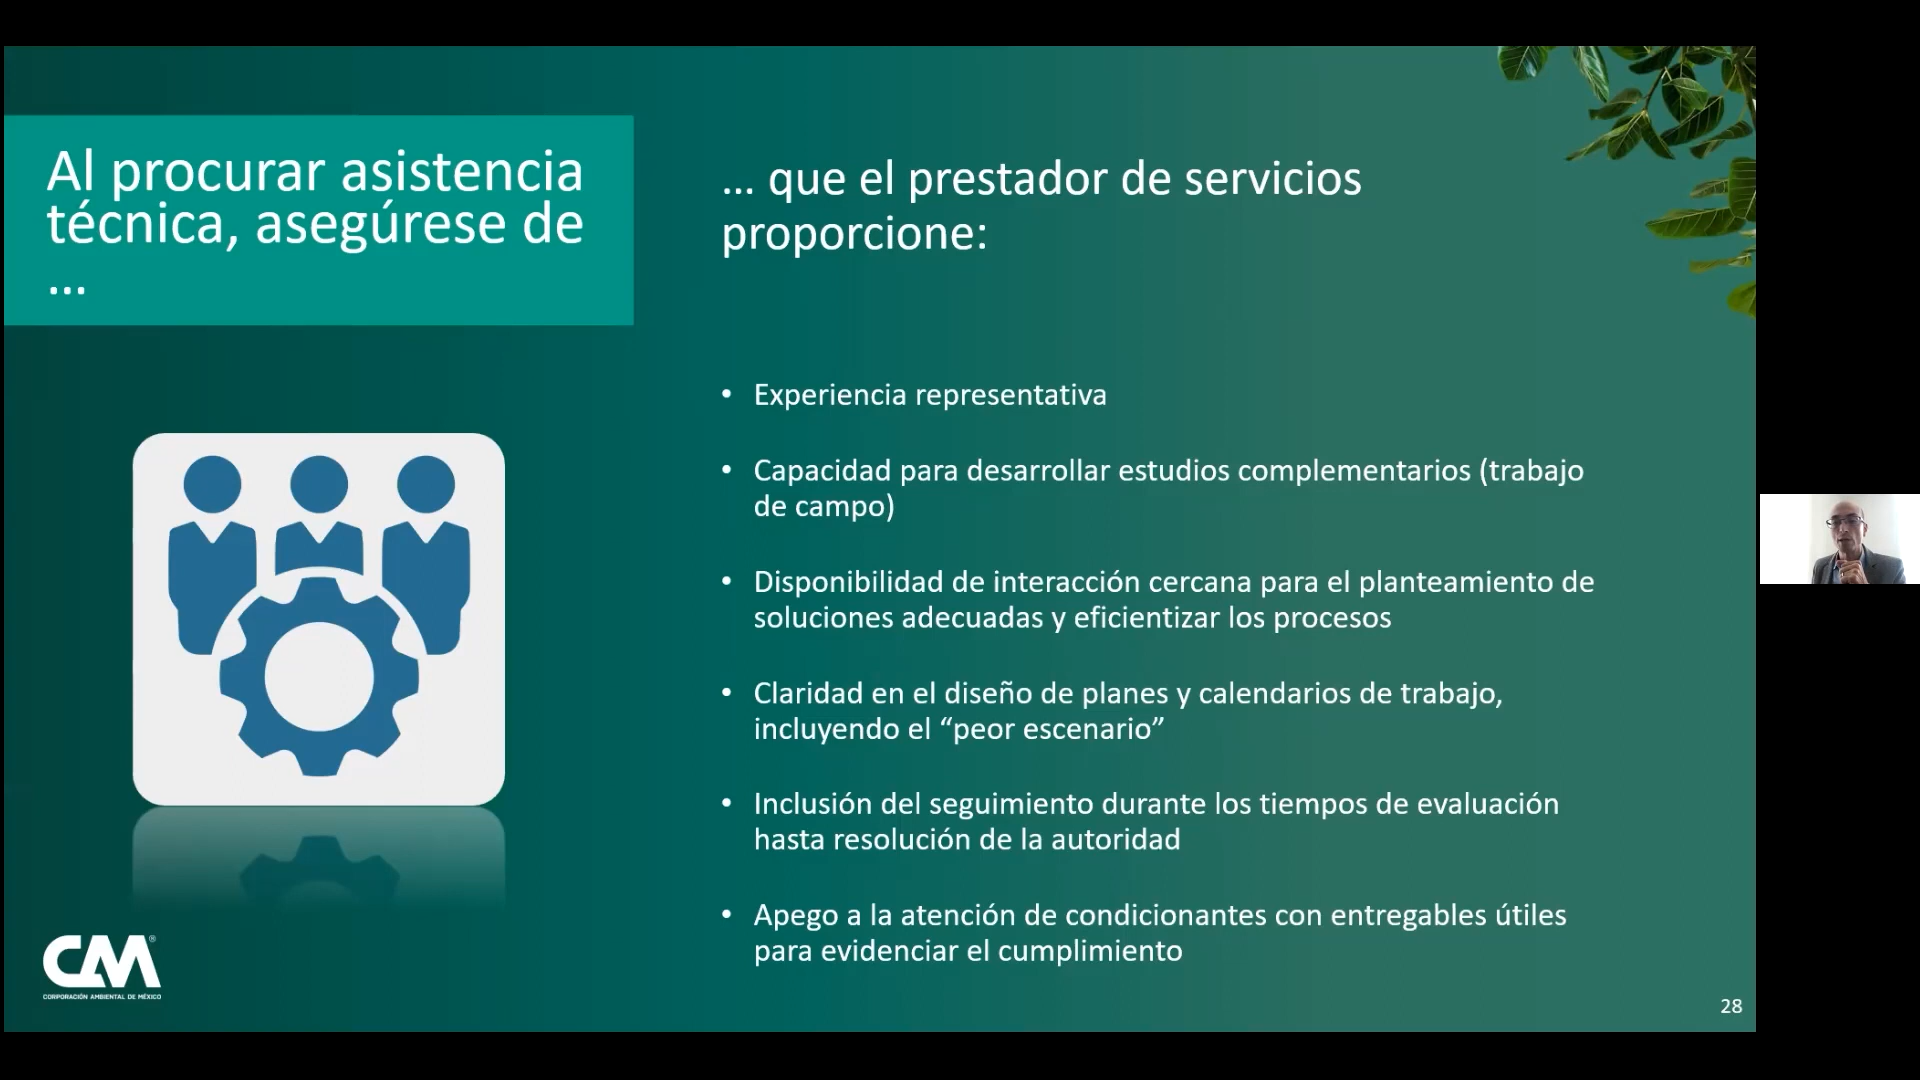 Al procurar asistencia
técnica, asegúrese de
...
... que el prestador de servicios
proporcione:
• Experiencia representativa
• Capacidad para desarrollar estudios complementarios (trabajo
de campo)
• Disponibilidad de interacción cercana para el planteamiento de
soluciones adecuadas y eficientizar los procesos
• Claridad en el diseño de planes y calendarios de trabajo,
incluyendo el “peor escenario”
• Inclusión del seguimiento durante los tiempos de evaluación
hasta resolución de la autoridad
• Apego a la atención de condicionantes con entregables útiles
para evidenciar el cumplimiento
CAM®
CORPORACIÓN AMBIENTAL DE MÉXICO
28